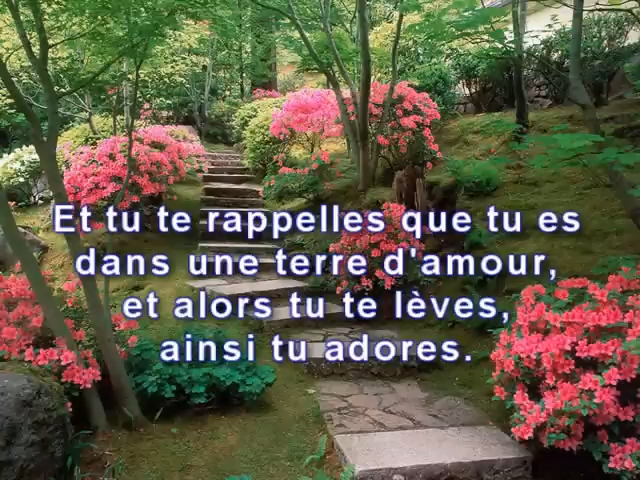 Et tu te rappelles que tu es
dans une terre d'amour,
et alors tu te lèves,
ainsi tu adores.